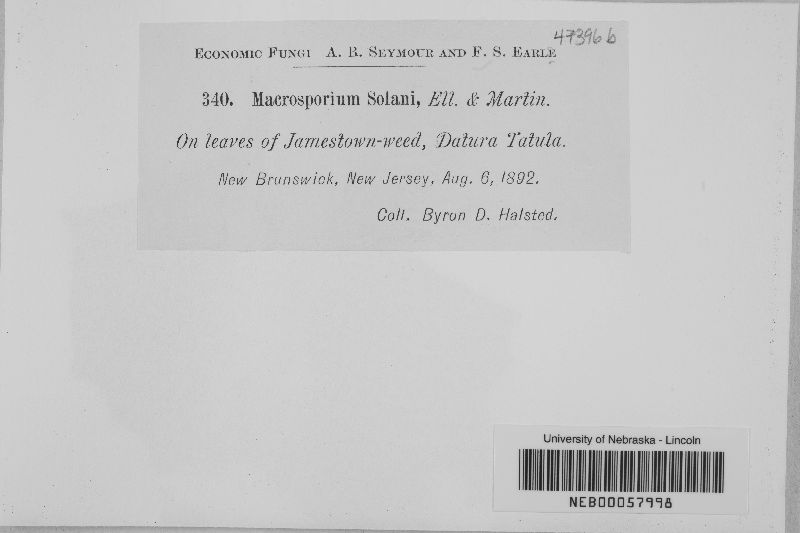 47396 b
Economic Fungi A. B. Seymour and F. S. Earle
340. Macrosporium Solani, Ell. & Martin.
On leaves of Jamestown-weed, Datura Tatula.
New Brunswick, New Jersey, Aug. 6, 1892.
Coll. Byron D. Halsted.
University of Nebraska - Lincoln
NEB00057998